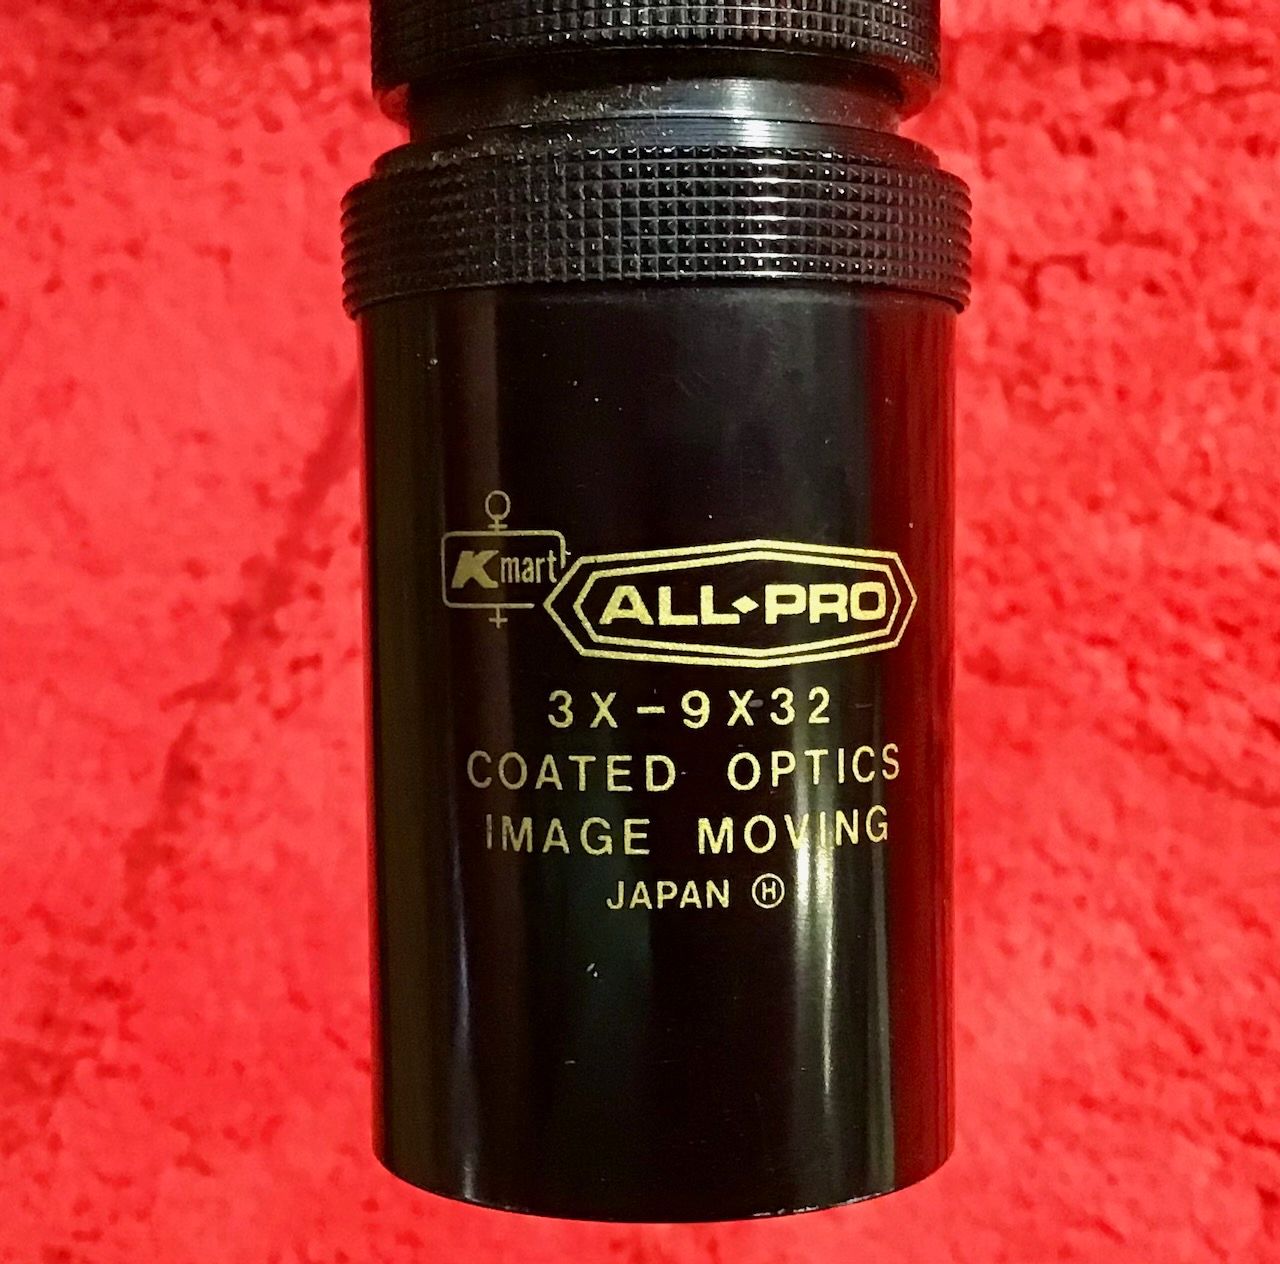 Kmart
ALL♦PRO
3X-9X32
COATED OPTICS
IMAGE MOVING
JAPAN Ⓗ